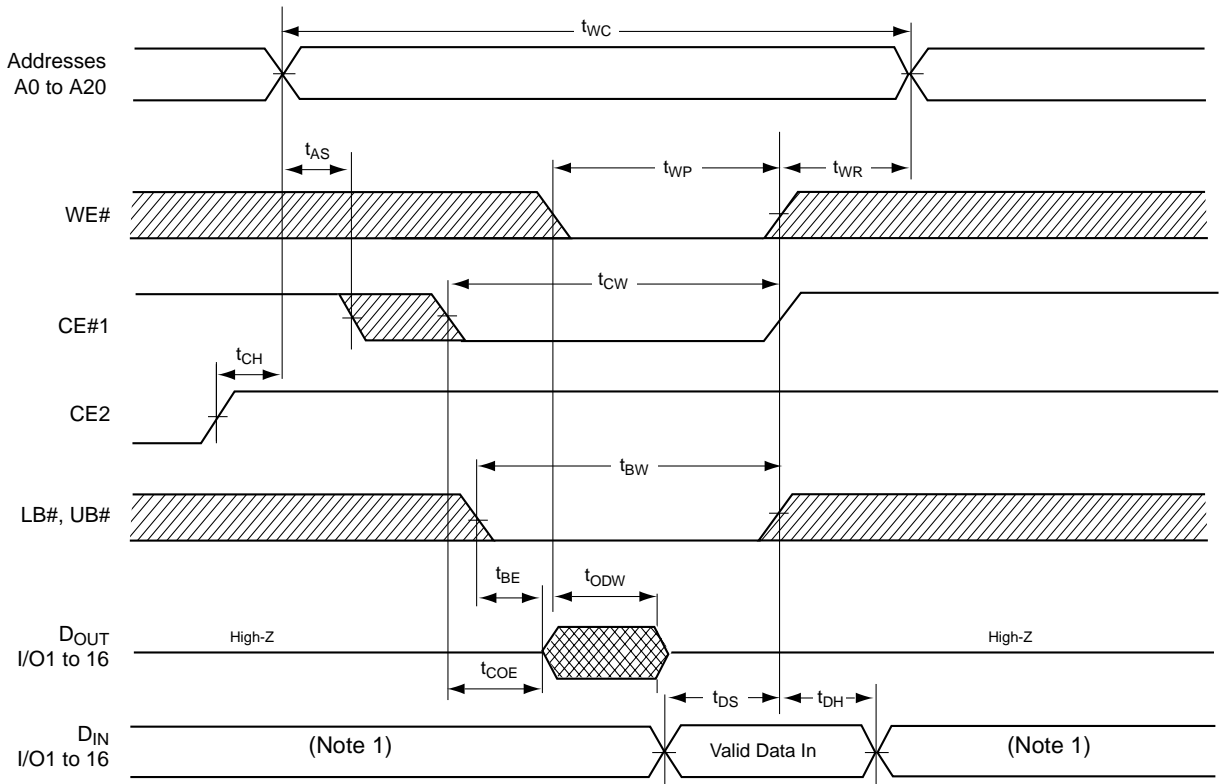 tWC
Addresses
A0 to A20
tAS
tWP
tWR
WE#
tCW
CE#1
tCH
CE2
tBW
LB#, UB#
tBE
tODW
DOUT
I/O1 to 16
High-Z
High-Z
tCOE
tDS
tDH
DIN
I/O1 to 16
(Note 1)
Valid Data In
(Note 1)